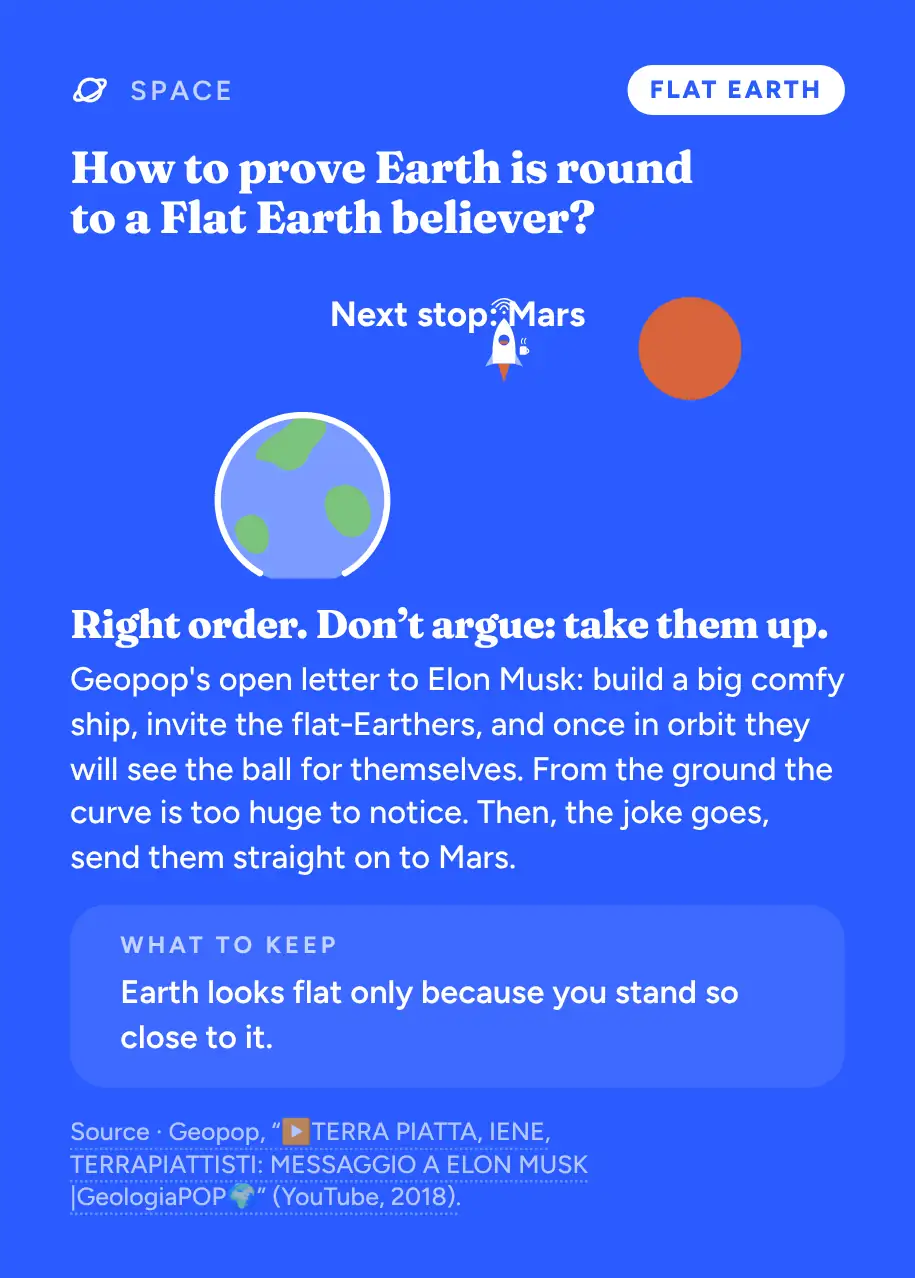 SPACE
FLAT EARTH
How to prove Earth is round
to a Flat Earth believer?
Next stop: Mars
Right order. Don’t argue: take them up.
Geopop's open letter to Elon Musk: build a big comfy
ship, invite the flat-Earthers, and once in orbit they
will see the ball for themselves. From the ground the
curve is too huge to notice. Then, the joke goes,
send them straight on to Mars.
WHAT TO KEEP
Earth looks flat only because you stand so
close to it.
Source · Geopop, “▶️TERRA PIATTA, IENE,
TERRAPIATTISTI: MESSAGGIO A ELON MUSK
|GeologiaPOP🌍” (YouTube, 2018).